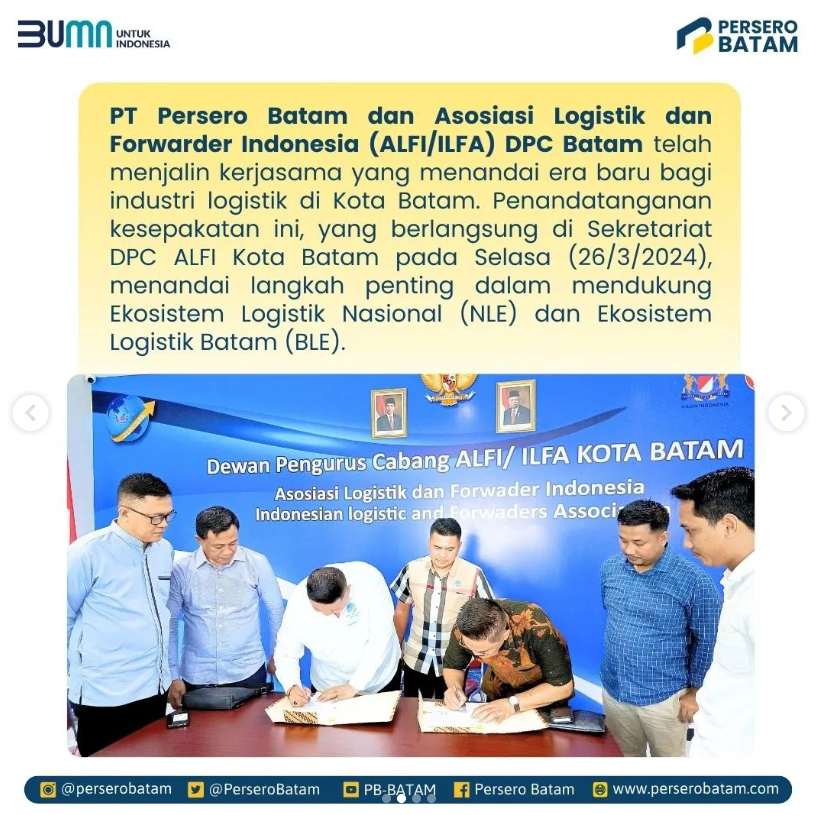 BUMN UNTUK
INDONESIA
PERSERO
BATAM
PT Persero Batam dan Asosiasi Logistik dan
Forwarder Indonesia (ALFI/ILFA) DPC Batam telah
menjalin kerjasama yang menandai era baru bagi
industri logistik di Kota Batam. Penandatanganan
kesepakatan ini, yang berlangsung di Sekretariat
DPC ALFI Kota Batam pada Selasa (26/3/2024),
menandai langkah penting dalam mendukung
Ekosistem Logistik Nasional (NLE) dan Ekosistem
Logistik Batam (BLE).
Dewan Pengurus Cabang ALFI/ ILFA KOTA BATAM
Asosiasi Logistik dan Forwader Indonesia
Indonesian logistic and Forwaders
@perserobatam @PerseroBatam PB-BATAM Persero Batam www.perserobatam.com